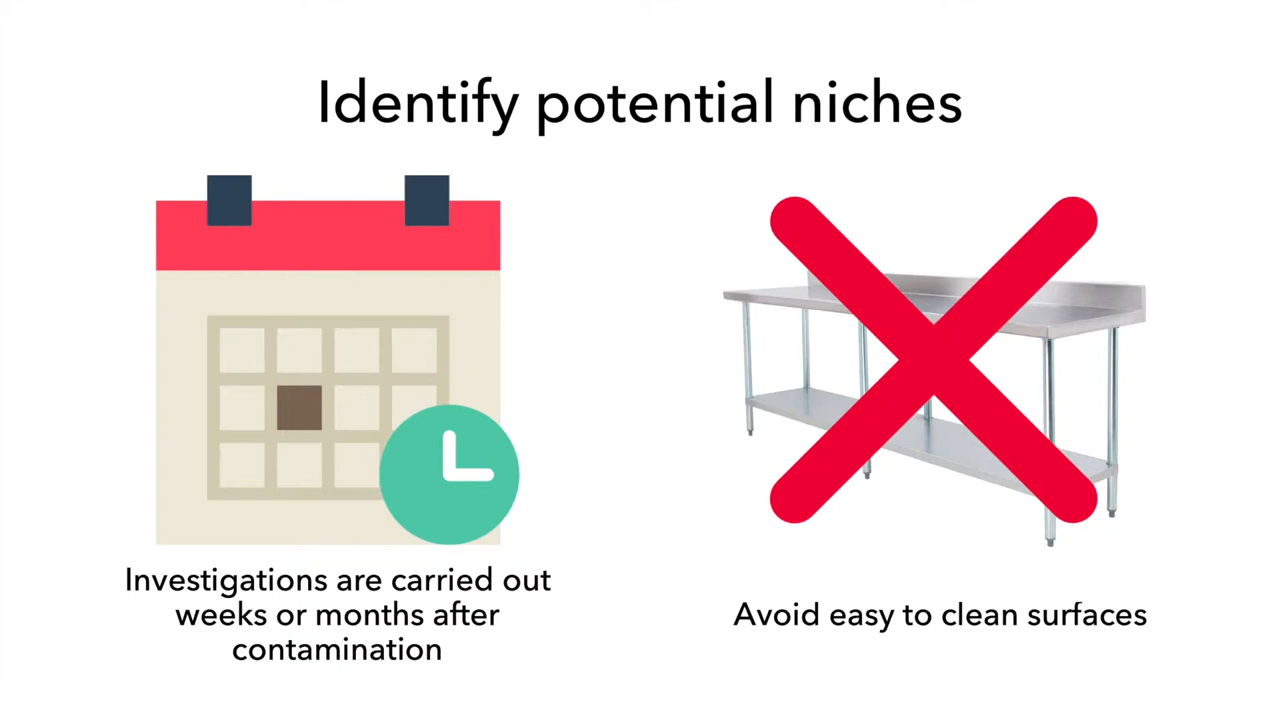 Identify potential niches
Investigations are carried out
weeks or months after
contamination
Avoid easy to clean surfaces